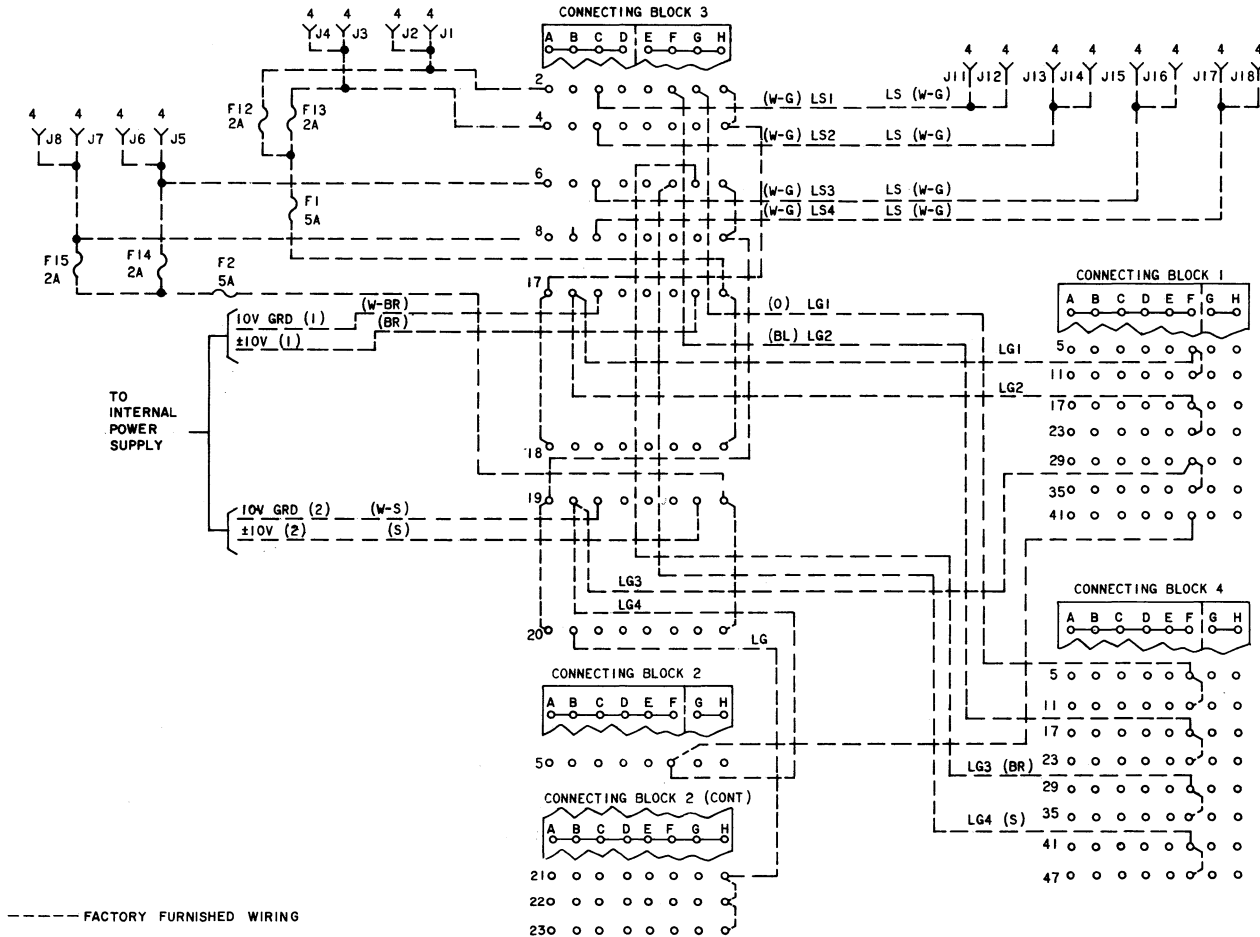 CONNECTING BLOCK 3
4 4 4 4
J4 J3 J2 J1
A B C D E F G H
4 4 4 4 4 4 4 4
J11 J12 J13 J14 J15 J16 J17 J18
2
(W-G) LS1 LS (W-G)
F12 2A
F13 2A
4 4 4 4
J8 J7 J6 J5
4
(W-G) LS2 LS (W-G)
6
(W-G) LS3 LS (W-G)
F1 5A
(W-G) LS4 LS (W-G)
8
F15 2A
F14 2A
F2 5A
17
CONNECTING BLOCK 1
A B C D E F G H
(W-BR)
(O) LG1
10V GRD (1)
(BR)
±10V (1)
(BL) LG2
LG1
5
11
LG2
17
23
29
35
41
TO
INTERNAL
POWER
SUPPLY
18
19
10V GRD (2) (W-S)
±10V (2) (S)
LG3
LG4
20
LG
CONNECTING BLOCK 4
A B C D E F G H
5
11
17
23
LG3 (BR)
29
35
LG4 (S)
41
47
CONNECTING BLOCK 2
A B C D E F G H
5
CONNECTING BLOCK 2 (CONT)
A B C D E F G H
21
22
23
FACTORY FURNISHED WIRING